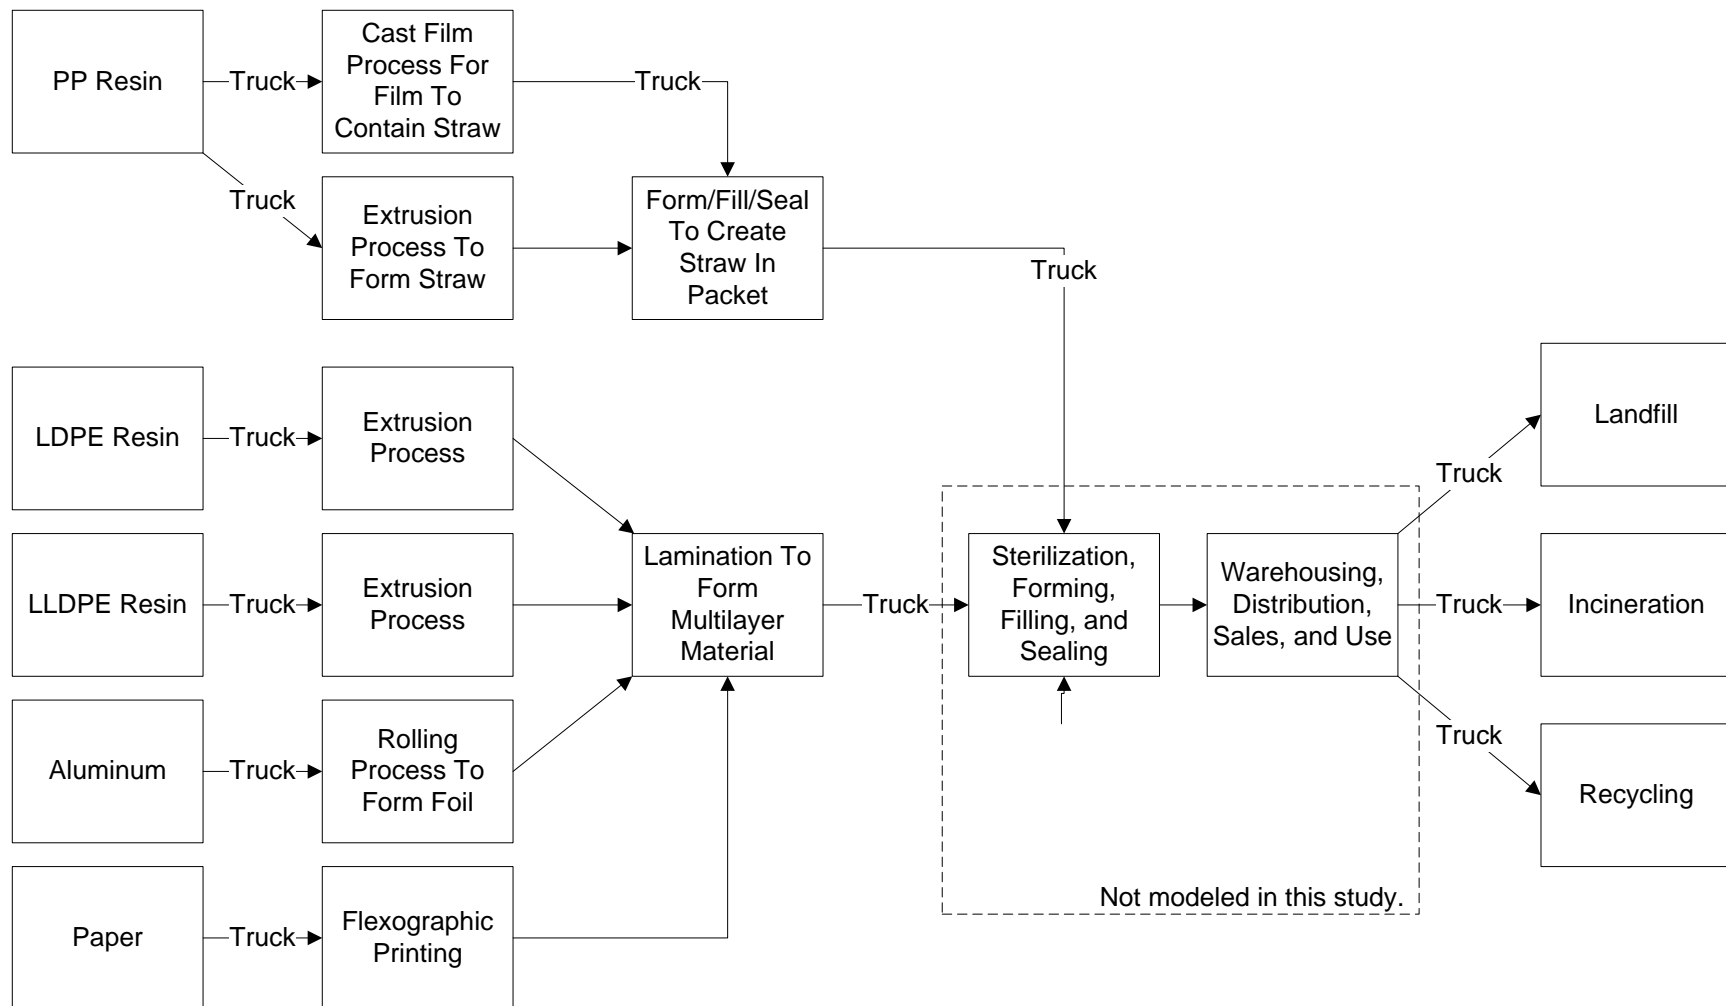 PP Resin
Truck
Cast Film
Process For
Film To
Contain Straw
Truck
Truck
Extrusion
Process To
Form Straw
Form/Fill/Seal
To Create
Straw In
Packet
Truck
LDPE Resin
Truck
Extrusion
Process
LLDPE Resin
Truck
Extrusion
Process
Lamination To
Form
Multilayer
Material
Truck
Sterilization,
Forming,
Filling, and
Sealing
Warehousing,
Distribution,
Sales, and Use
Truck
Landfill
Truck
Incineration
Truck
Recycling
Aluminum
Truck
Rolling
Process To
Form Foil
Not modeled in this study.
Paper
Truck
Flexographic
Printing